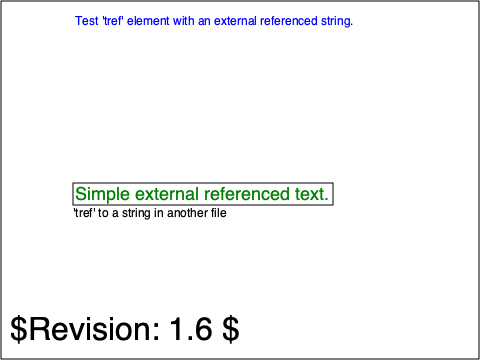 Test 'tref' element with an external referenced string.
Simple external referenced text.
'tref' to a string in another file
$Revision: 1.6 $